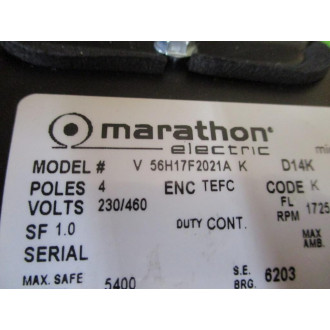 marathon®
electric
MODEL # V 56H17F2021A K D14K
POLES 4 ENC TEFC CODE K
VOLTS 230/460 DUTY CONT. FL RPM 1725
SF 1.0 MAX AMB.
SERIAL
MAX. SAFE 5400 S.E. BRG. 6203